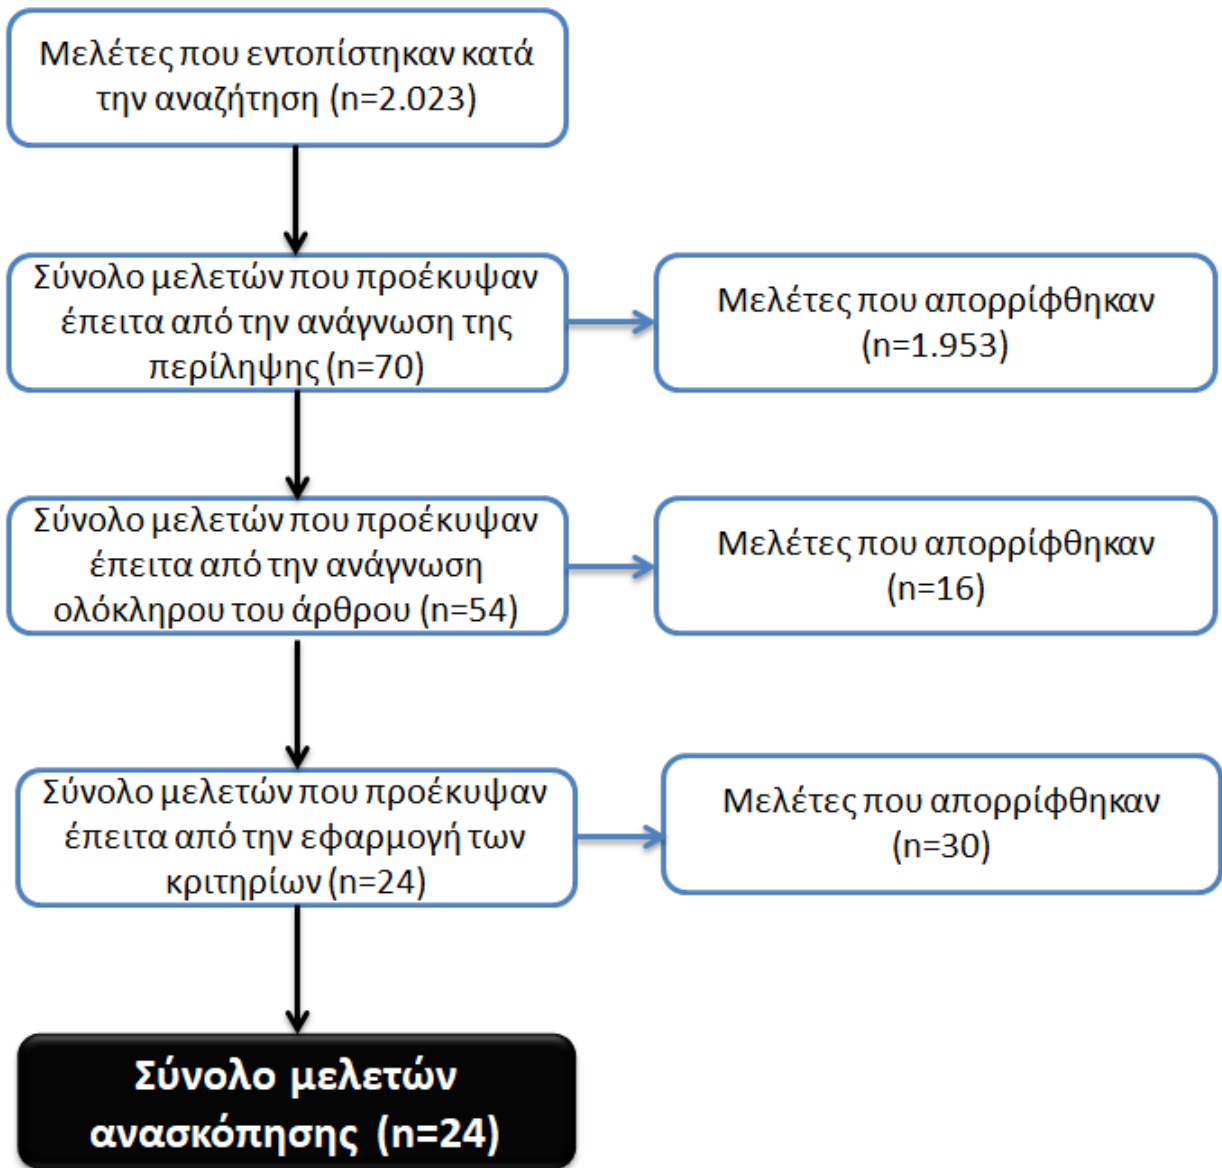 Μελέτες που εντοπίστηκαν κατά
την αναζήτηση (n=2.023)
Σύνολο μελετών που προέκυψαν
έπειτα από την ανάγνωση της
περίληψης (n=70)
Μελέτες που απορρίφθηκαν
(n=1.953)
Σύνολο μελετών που προέκυψαν
έπειτα από την ανάγνωση
ολόκληρου του άρθρου (n=54)
Μελέτες που απορρίφθηκαν
(n=16)
Σύνολο μελετών που προέκυψαν
έπειτα από την εφαρμογή των
κριτηρίων (n=24)
Μελέτες που απορρίφθηκαν
(n=30)
Σύνολο μελετών
ανασκόπησης (n=24)